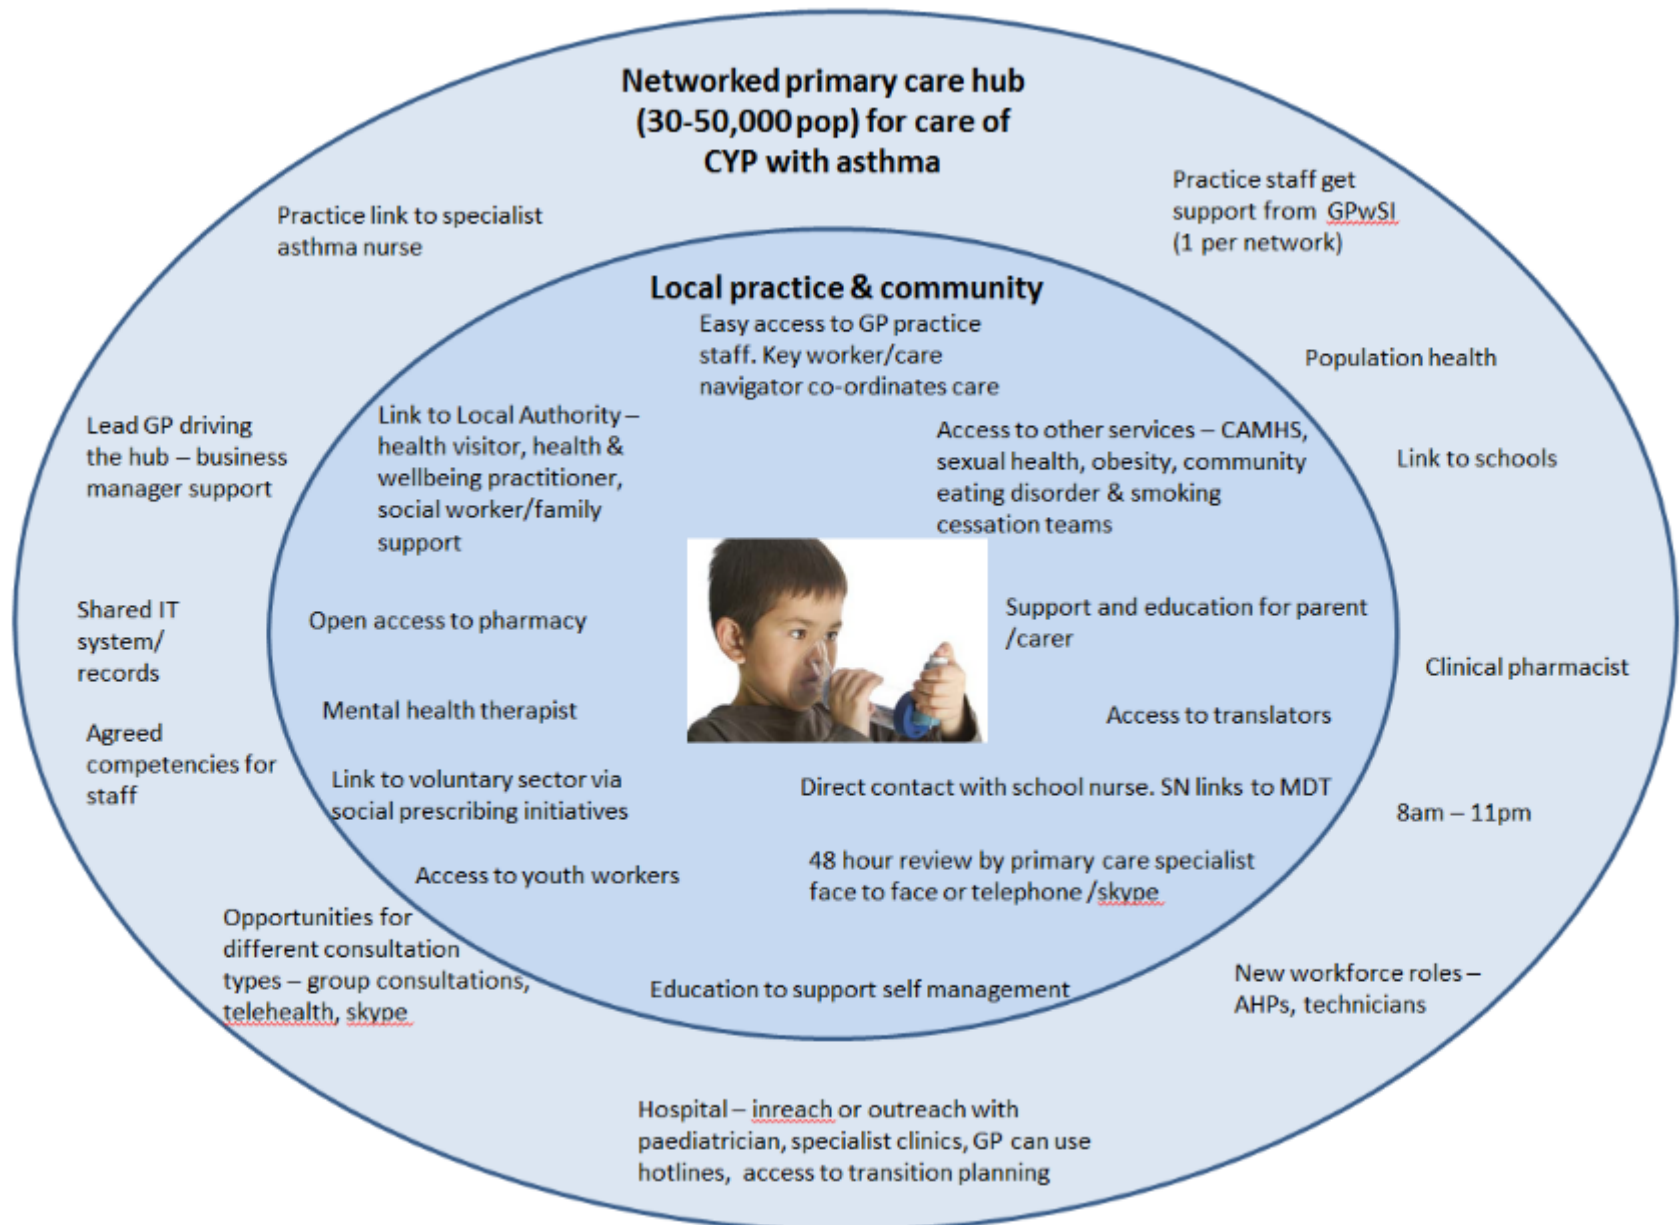 Networked primary care hub
(30-50,000 pop) for care of
CYP with asthma
Practice link to specialist
asthma nurse
Practice staff get
support from GPwSI
(1 per network)
Local practice & community
Easy access to GP practice
staff. Key worker/care
navigator co-ordinates care
Population health
Lead GP driving
the hub – business
manager support
Link to Local Authority –
health visitor, health &
wellbeing practitioner,
social worker/family
support
Access to other services – CAMHS,
sexual health, obesity, community
eating disorder & smoking
cessation teams
Link to schools
Shared IT
system/
records
Open access to pharmacy
Support and education for parent
/carer
Clinical pharmacist
Mental health therapist
Access to translators
Agreed
competencies for
staff
Link to voluntary sector via
social prescribing initiatives
Direct contact with school nurse. SN links to MDT
8am – 11pm
Access to youth workers
48 hour review by primary care specialist
face to face or telephone /skype
Opportunities for
different consultation
types – group consultations,
telehealth, skype
Education to support self management
New workforce roles –
AHPs, technicians
Hospital – inreach or outreach with
paediatrician, specialist clinics, GP can use
hotlines,  access to transition planning